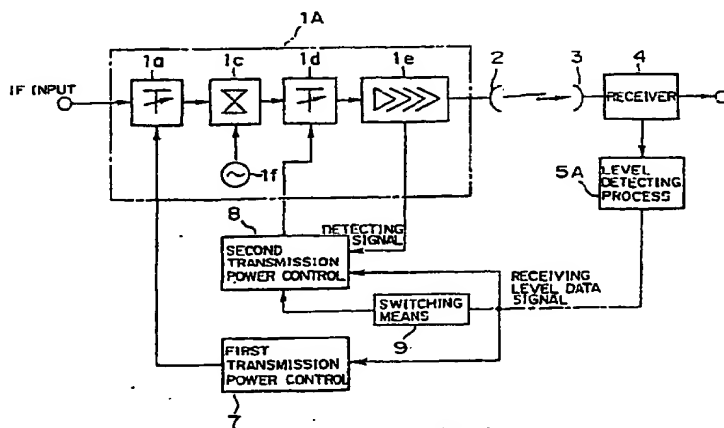 1A
1a
1c
1d
1e
2
3
4
IF INPUT
RECEIVER
1f
5A
LEVEL
DETECTING
PROCESS
8
DETECTING
SIGNAL
SECOND
TRANSMISSION
POWER CONTROL
RECEIVING
LEVEL DATA
SIGNAL
SWITCHING
MEANS
9
FIRST
TRANSMISSION
POWER CONTROL
7